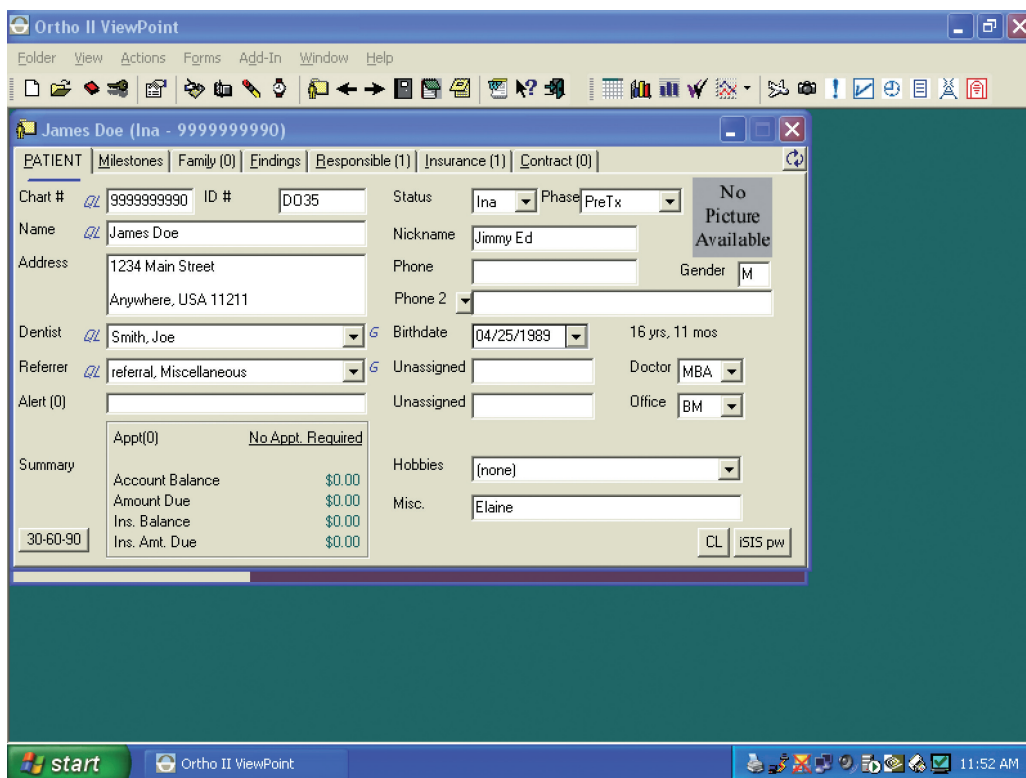 Ortho II ViewPoint
Folder View Actions Forms Add-In Window Help
James Doe (Ina - 9999999990)
PATIENT Milestones Family (0) Findings Responsible (1) Insurance (1) Contract (0)
Chart # QL 9999999990 ID # DO35 Status Ina Phase PreTx
No
Picture
Available
Name QL James Doe Nickname Jimmy Ed
Address 1234 Main Street Phone Gender M
Anywhere, USA 11211 Phone 2
Dentist QL Smith, Joe G Birthdate 04/25/1989 16 yrs, 11 mos
Referrer QL referral, Miscellaneous G Unassigned Doctor MBA
Alert (0) Unassigned Office BM
Appt(0) No Appt. Required
Summary Hobbies (none)
Account Balance $0.00
Amount Due $0.00 Misc. Elaine
Ins. Balance $0.00
30-60-90 Ins. Amt. Due $0.00 CL iSIS pw
start Ortho II ViewPoint 11:52 AM